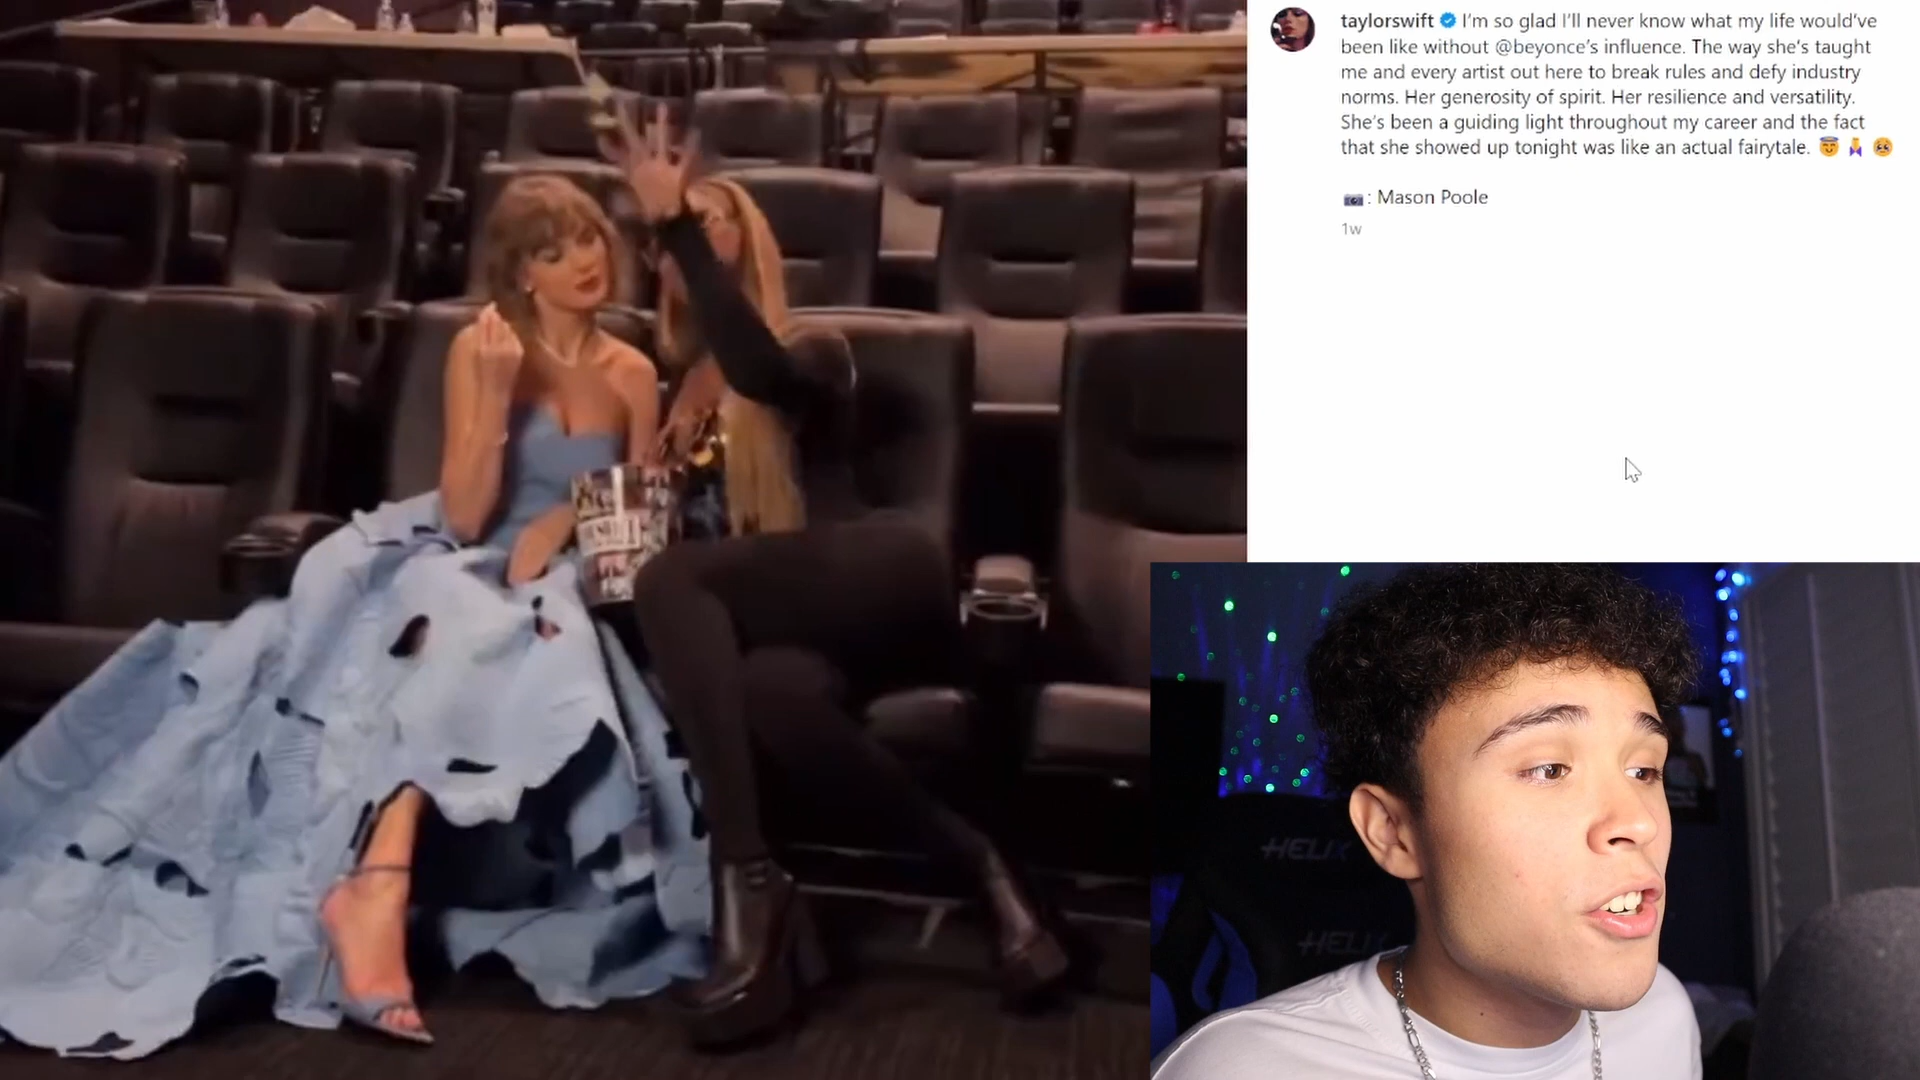 taylorswift I'm so glad I'll never know what my life would've
been like without @beyonce's influence. The way she's taught
me and every artist out here to break rules and defy industry
norms. Her generosity of spirit. Her resilience and versatility.
She's been a guiding light throughout my career and the fact
that she showed up tonight was like an actual fairytale. 😇 🧘‍♀️ 🥹
📷 : Mason Poole
1w
HELIX
HELIX